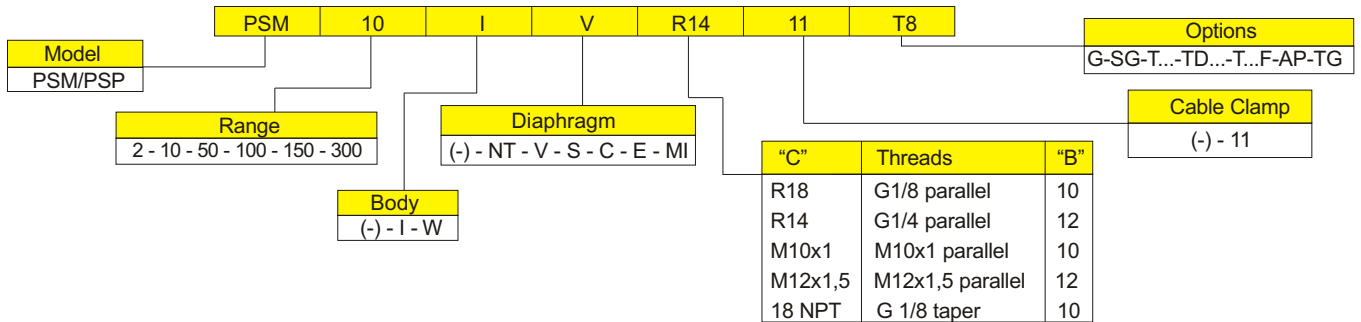 PSM 10 I V R14 11 T8
Model
PSM/PSP
Options
G-SG-T...-TD...-T...F-AP-TG
Range
2 - 10 - 50 - 100 - 150 - 300
Diaphragm
(-) - NT - V - S - C - E - MI
Cable Clamp
(-) - 11
Body
(-) - I - W
“C” Threads “B”
R18 G1/8 parallel 10
R14 G1/4 parallel 12
M10x1 M10x1 parallel 10
M12x1,5 M12x1,5 parallel 12
18 NPT G 1/8 taper 10